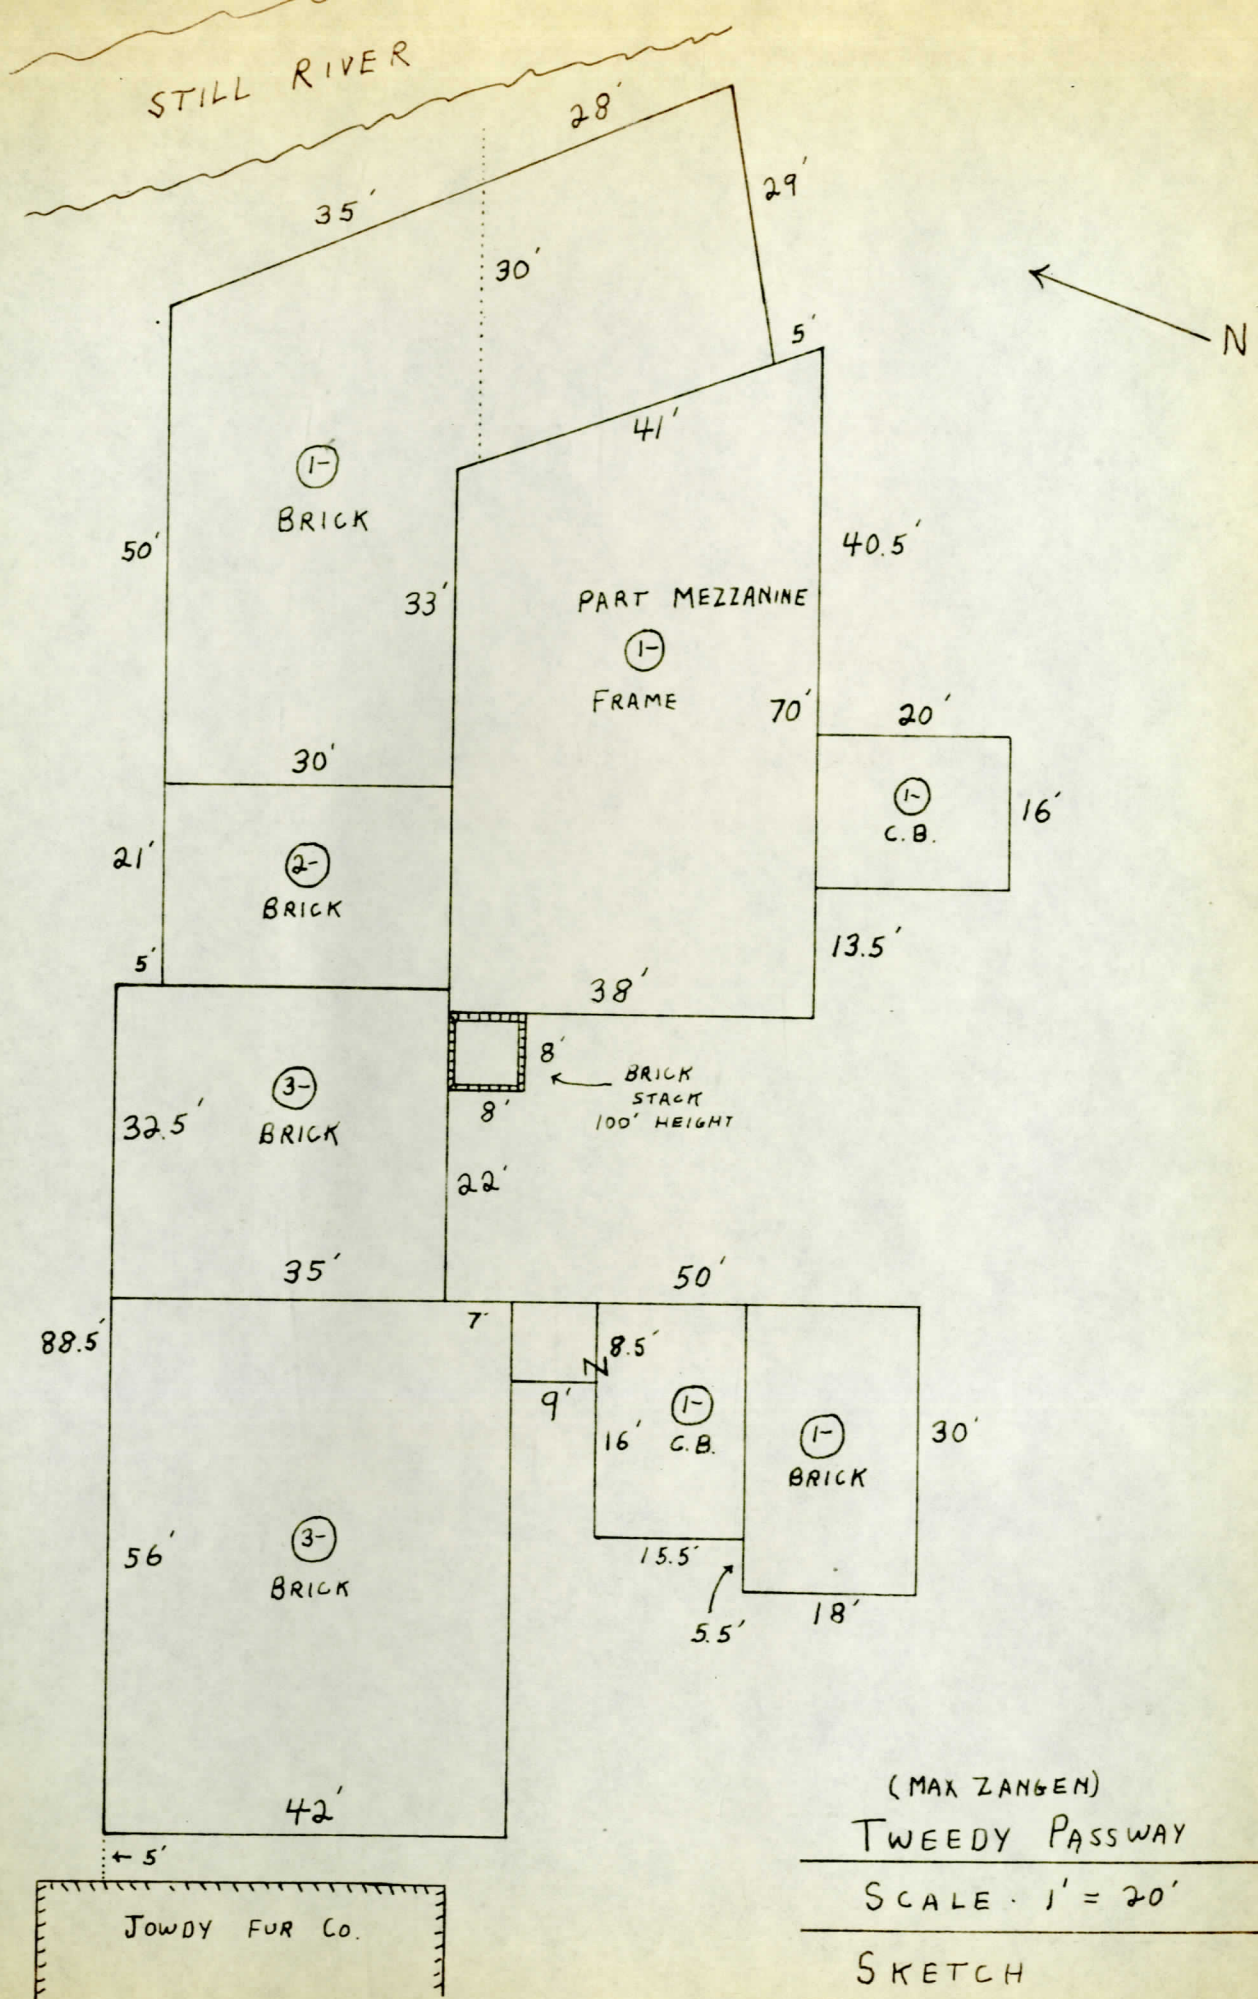 STILL RIVER
28'
35'
29'
30'
5'
N
41'
1-
BRICK
50'
40.5'
33'
PART MEZZANINE
1-
FRAME
70'
20'
30'
1-
C.B.
16'
21'
2-
BRICK
13.5'
5'
38'
8'
BRICK
STACK
100' HEIGHT
8'
3-
BRICK
32.5'
22'
35'
50'
7'
88.5'
8.5'
9'
16'
1-
C.B.
1-
BRICK
30'
56'
3-
BRICK
15.5'
5.5'
18'
42'
5'
JOWDY FUR CO.
(MAX ZANGEN)
TWEEDY PASSWAY
SCALE . 1' = 20'
SKETCH